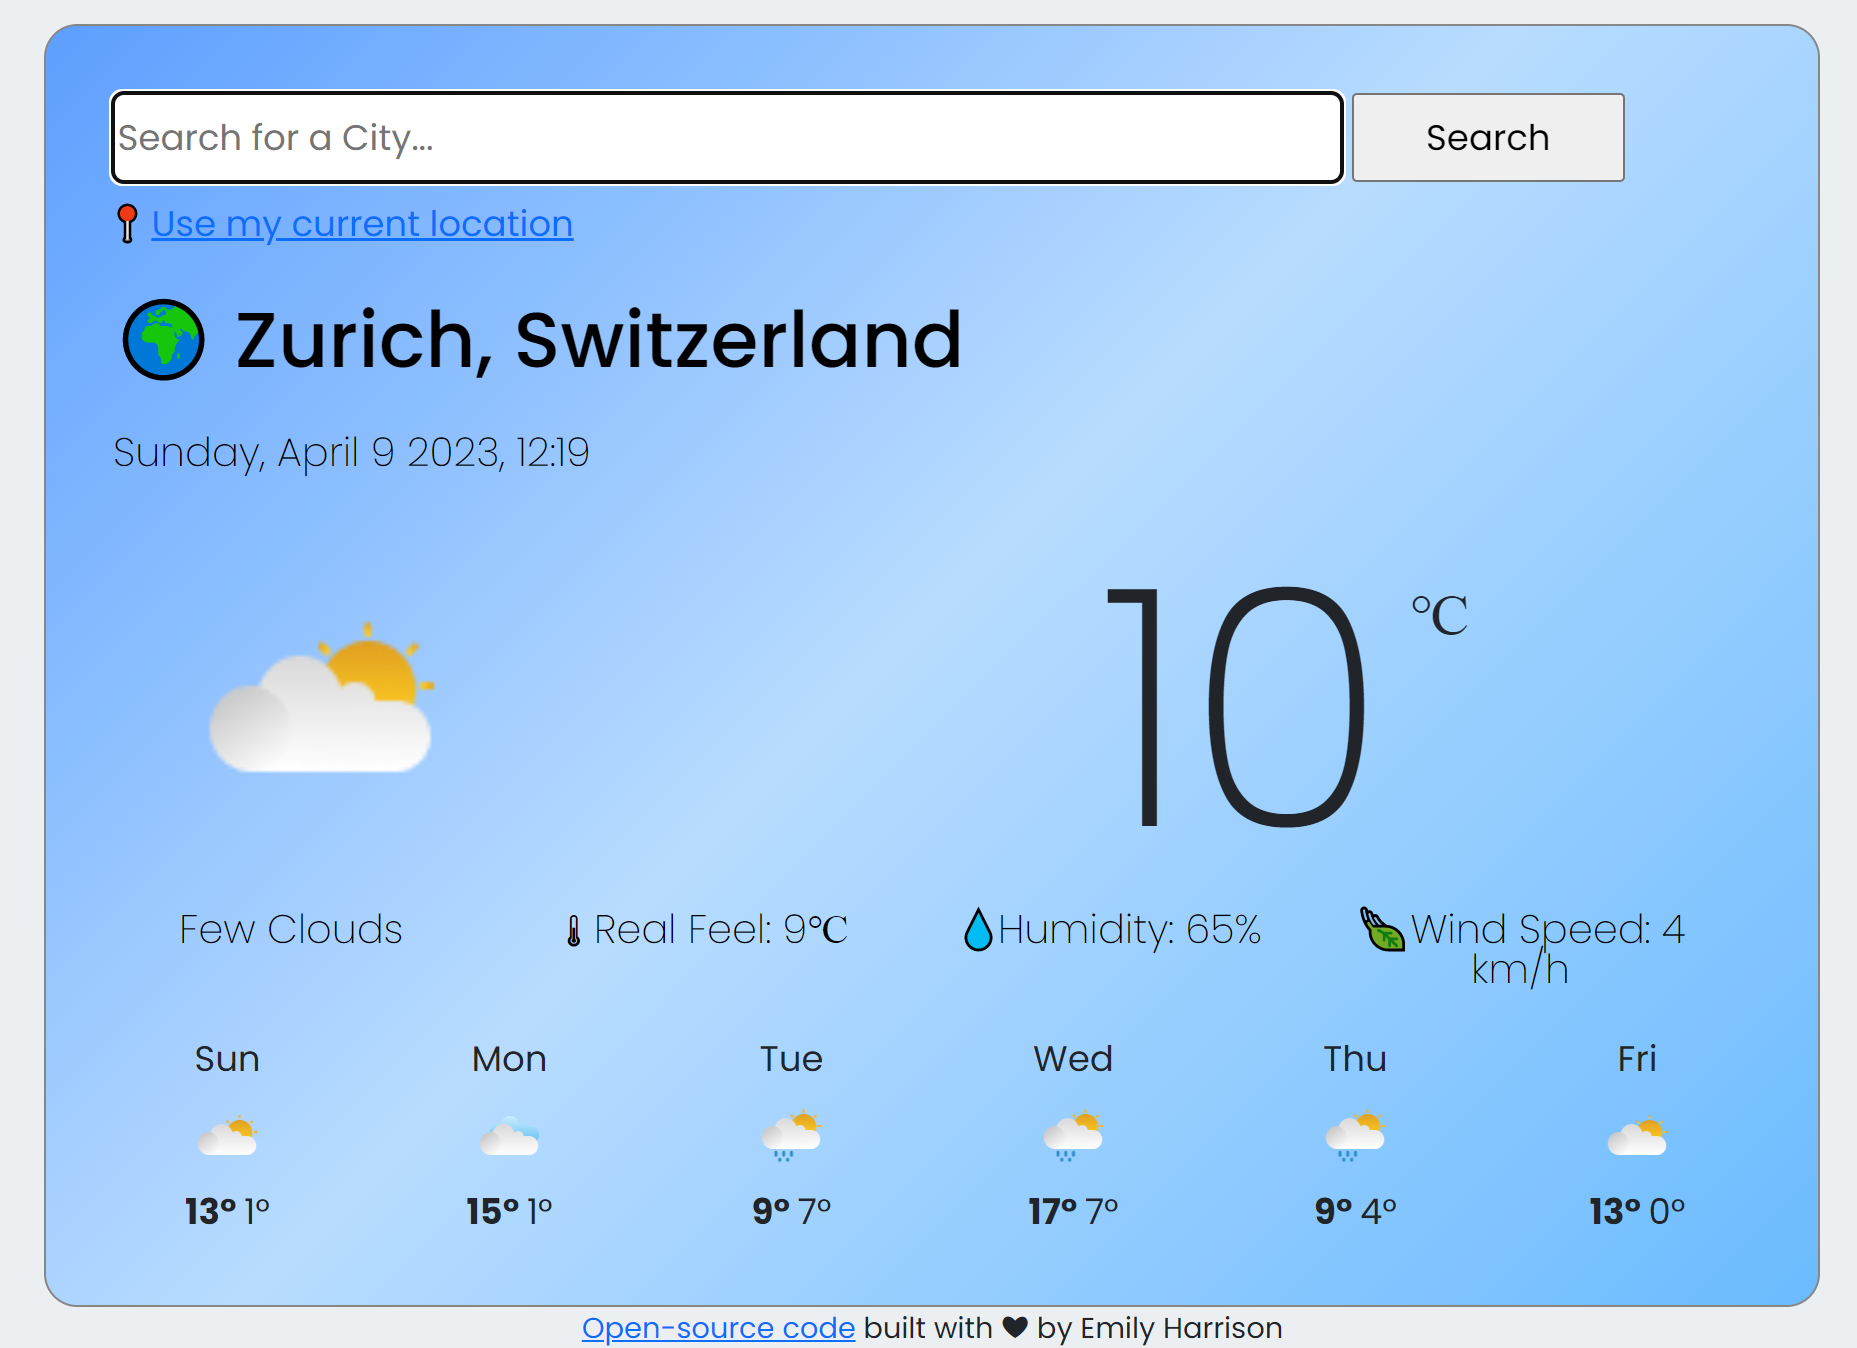 Search for a City...
Search
Use my current location
Zurich, Switzerland
Sunday, April 9 2023, 12:19
10 °C
Few Clouds
Real Feel: 9°C
Humidity: 65%
Wind Speed: 4
km/h
Sun Mon Tue Wed Thu Fri
13° 1° 15° 1° 9° 7° 17° 7° 9° 4° 13° 0°
Open-source code built with ♥ by Emily Harrison